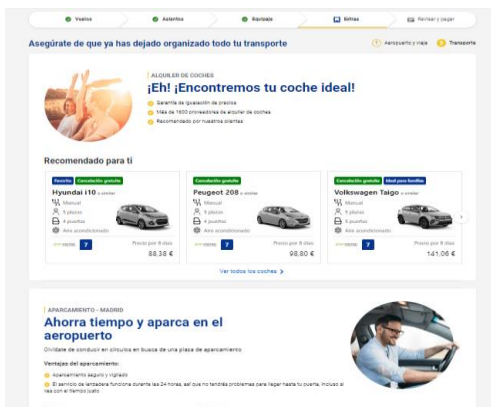 Vuelos
Asientos
Equipaje
Extras
Revisar y pagar
Asegúrate de que ya has dejado organizado todo tu transporte
1 Aeropuerto y viaje
Transporte
ALQUILER DE COCHES
¡Eh! ¡Encontremos tu coche ideal!
Garantía de igualación de precios
Más de 1600 proveedores de alquiler de coches
Recomendado por nuestros clientes
Recomendado para ti
Favorito Cancelación gratuita
Hyundai i10 o similar
Manual
5 plazas
4 puertas
Aire acondicionado
7
Precio por 8 días
88,38 €
Cancelación gratuita
Peugeot 208 o similar
Manual
5 plazas
4 puertas
Aire acondicionado
7
Precio por 8 días
98,80 €
Cancelación gratuita Ideal para familias
Volkswagen Taigo o similar
Manual
5 plazas
4 puertas
Aire acondicionado
7
Precio por 8 días
141,06 €
Ver todos los coches
APARCAMIENTO - MADRID
Ahorra tiempo y aparca en el
aeropuerto
Olvídate de conducir en círculos en busca de una plaza de aparcamiento
Ventajas del aparcamiento:
Aparcamiento seguro y vigilado
El servicio de lanzadera funciona durante las 24 horas, así que no tendrás problemas para llegar hasta tu puerta, incluso si
vas con el tiempo justo